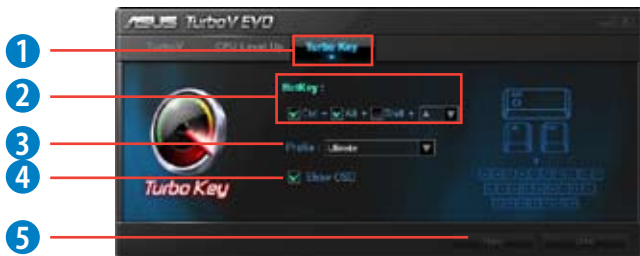 ASUS TurboV EVO
TurboV CPU Level Up Turbo Key
1
2
HotKey :
Ctrl + Alt + Shift + A
3
Profile : Ultimate
4
Show OSD
Turbo Key
5